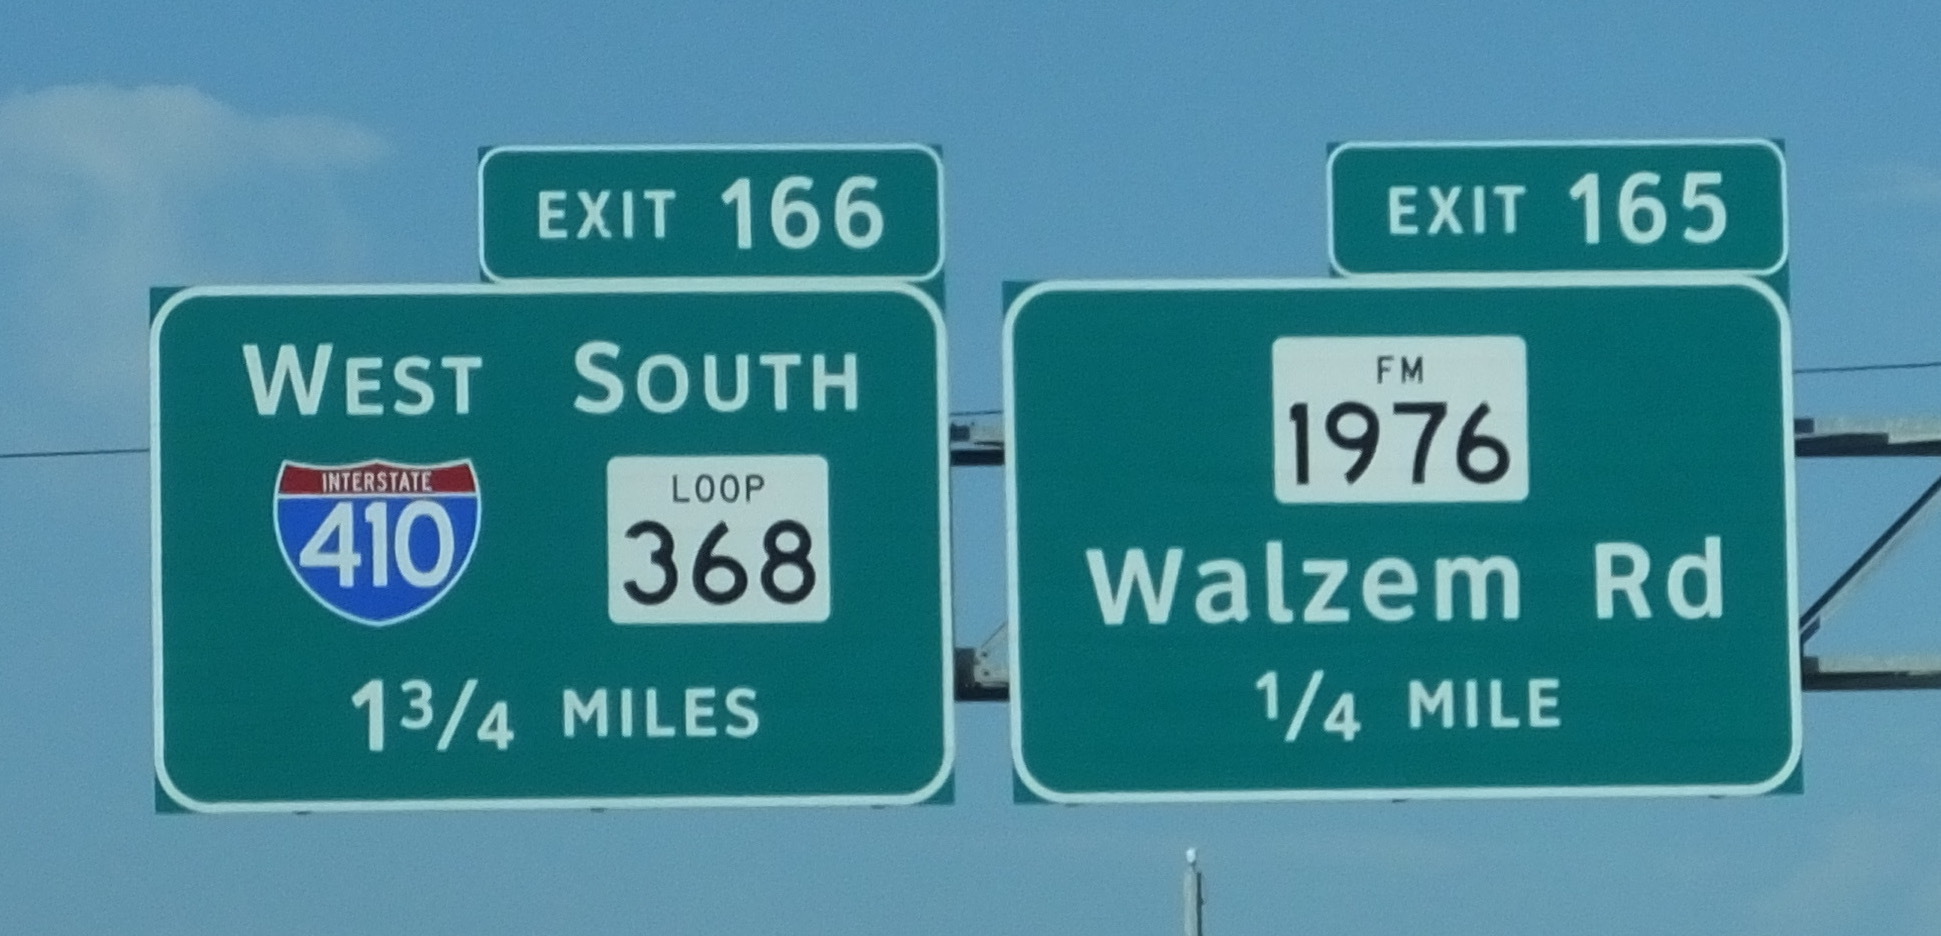 EXIT 166
WEST SOUTH
INTERSTATE
410
LOOP
368
1 3/4 MILES
EXIT 165
FM
1976
Walzem Rd
1/4 MILE